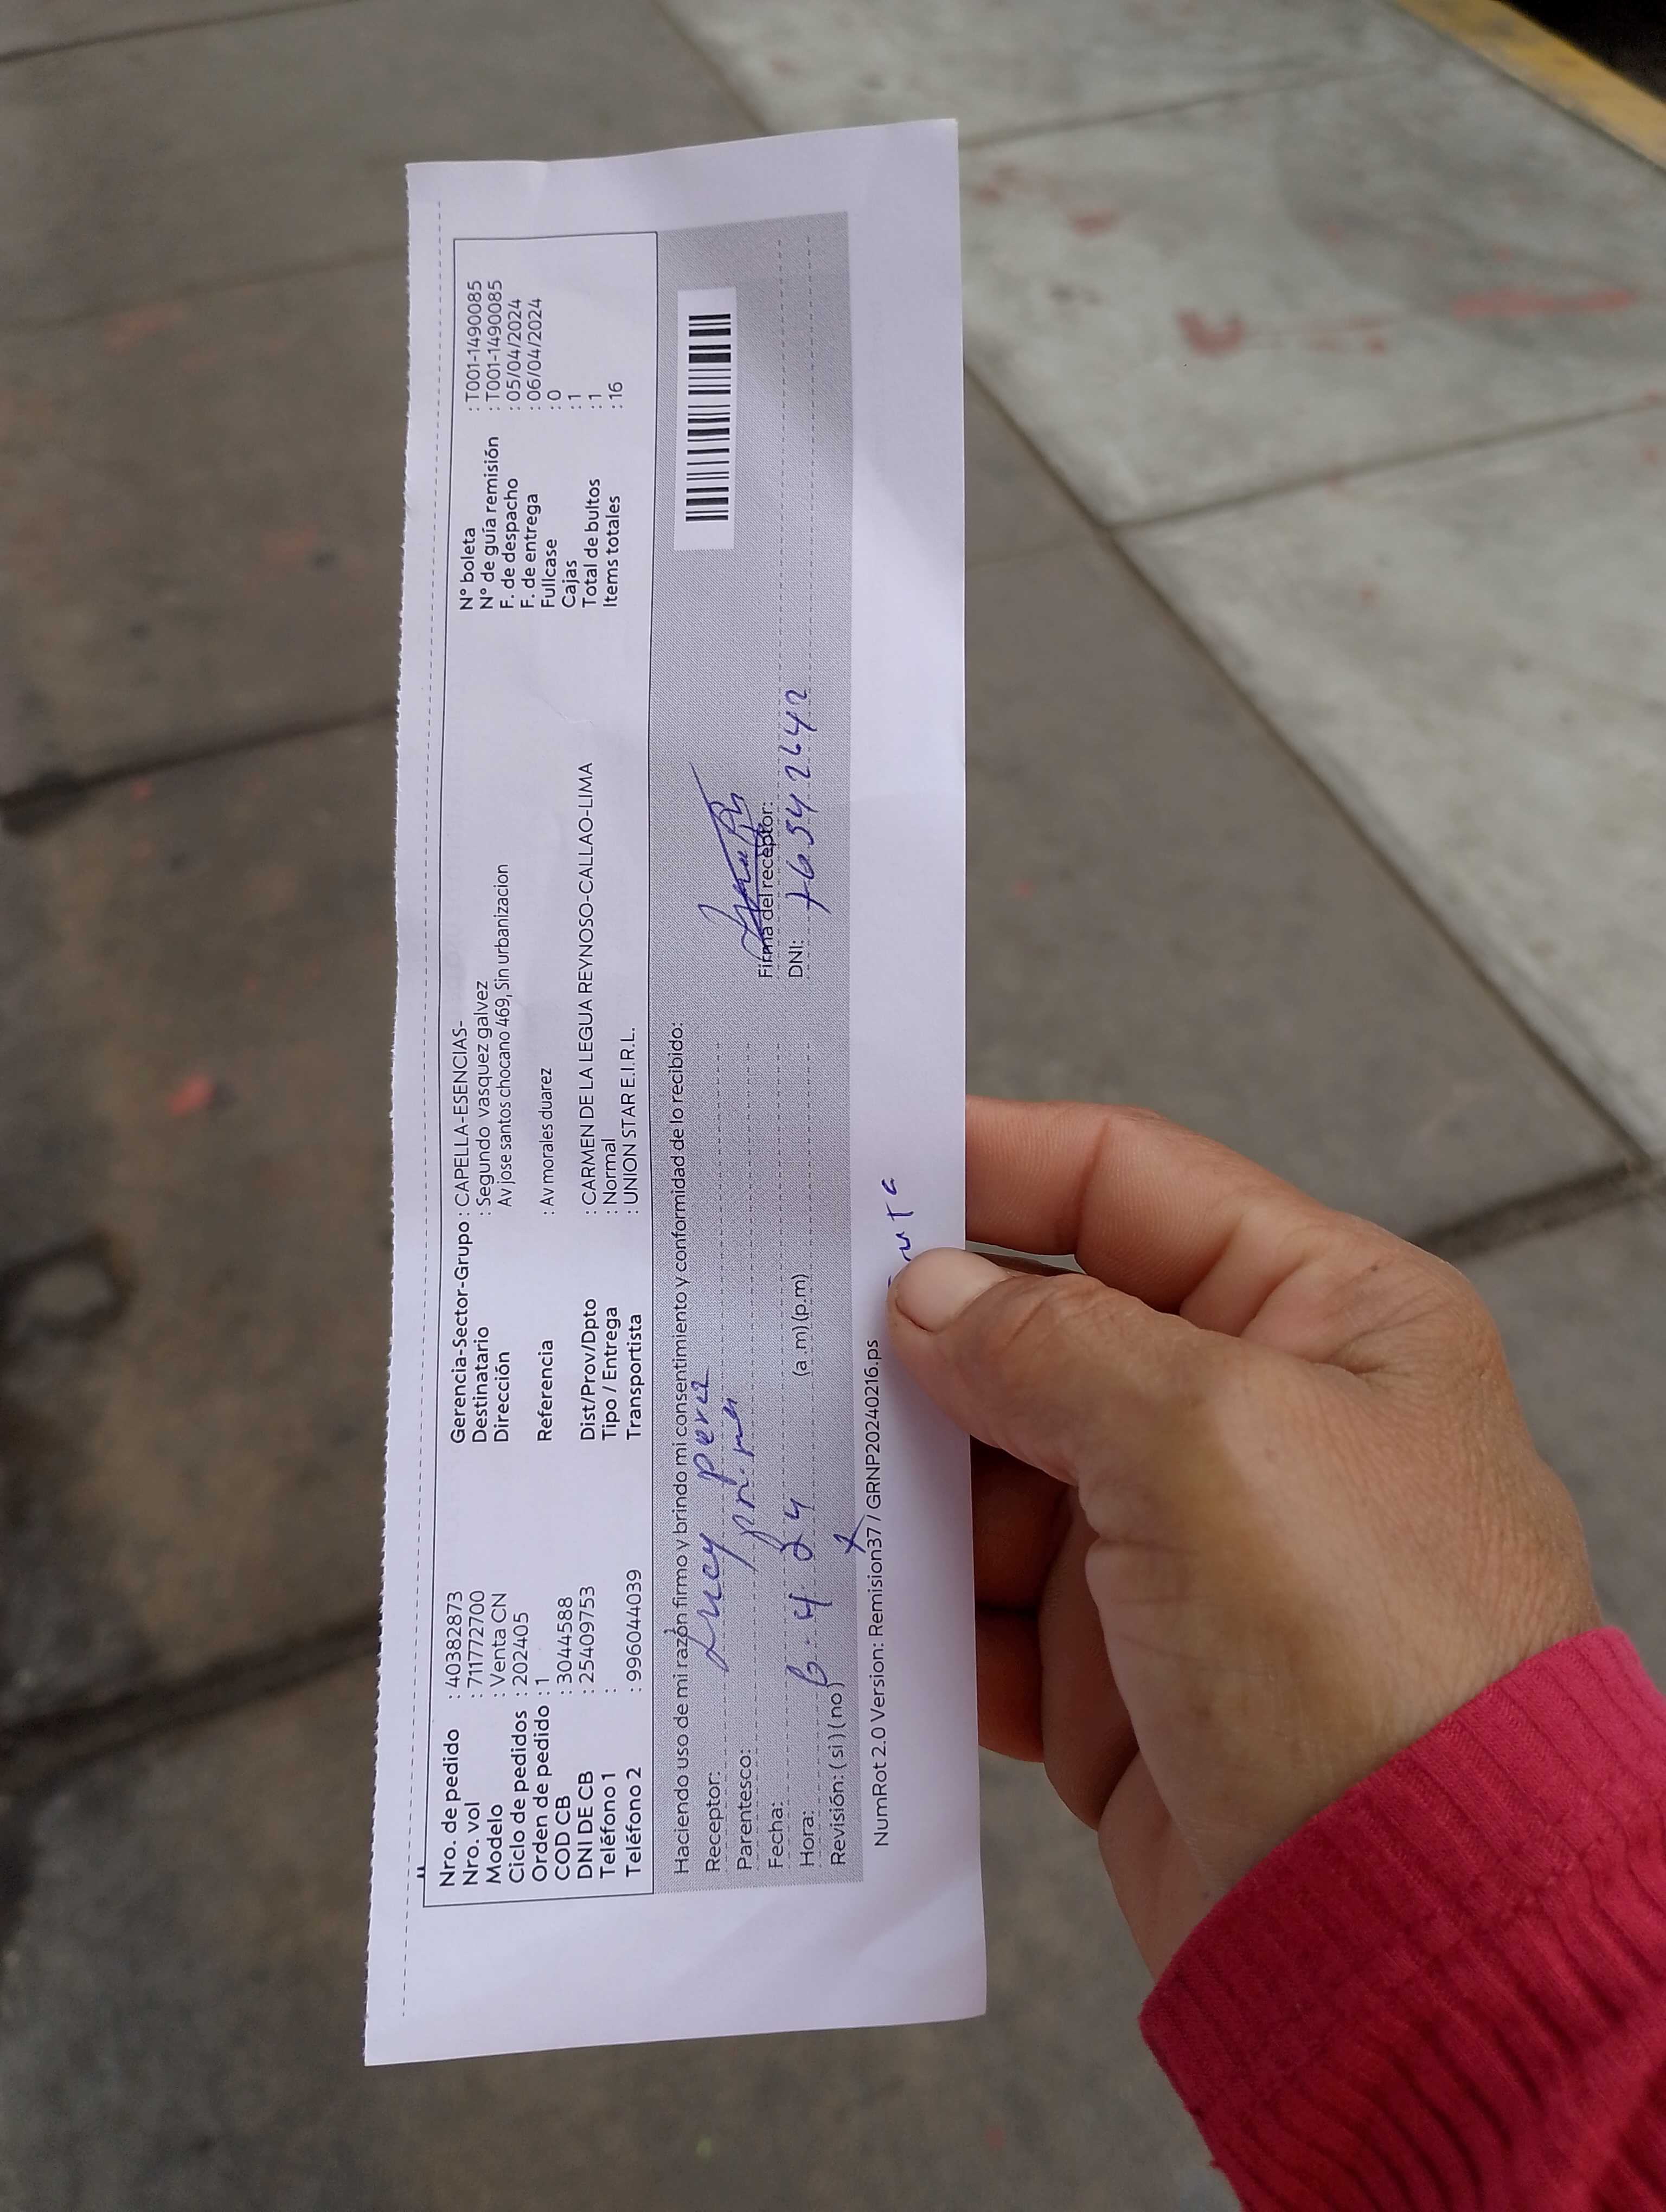 Nro. de pedido : 40382873
Nro. vol : 711772700
Modelo : Venta CN
Ciclo de pedidos : 202405
Orden de pedido : 1
COD CB : 3044588
DNI DE CB : 25409753
Teléfono 1 :
Teléfono 2 : 996044039
Gerencia-Sector-Grupo : CAPELLA-ESENCIAS-
Destinatario : Segundo vasquez galvez
Dirección Av jose santos chocano 469, Sin urbanizacion
Referencia : Av morales duarez
Dist/Prov/Dpto : CARMEN DE LA LEGUA REYNOSO-CALLAO-LIMA
Tipo / Entrega : Normal
Transportista : UNION STAR E.I.R.L.
N° boleta : T001-1490085
N° de guía remisión : T001-1490085
F. de despacho : 05/04/2024
F. de entrega : 06/04/2024
Fullcase : 0
Cajas : 1
Total de bultos : 1
Items totales : 16
Haciendo uso de mi razón firmo y brindo mi consentimiento y conformidad de lo recibido:
Receptor: Lucy perez
Parentesco:
Fecha: 6-4-24
Hora: (a.m) (p.m)
Revisión: ( si ) ( no )
Firma del receptor:
DNI: 76542642
NumRot 2.0 Version: Remision37 / GRNP20240216.ps